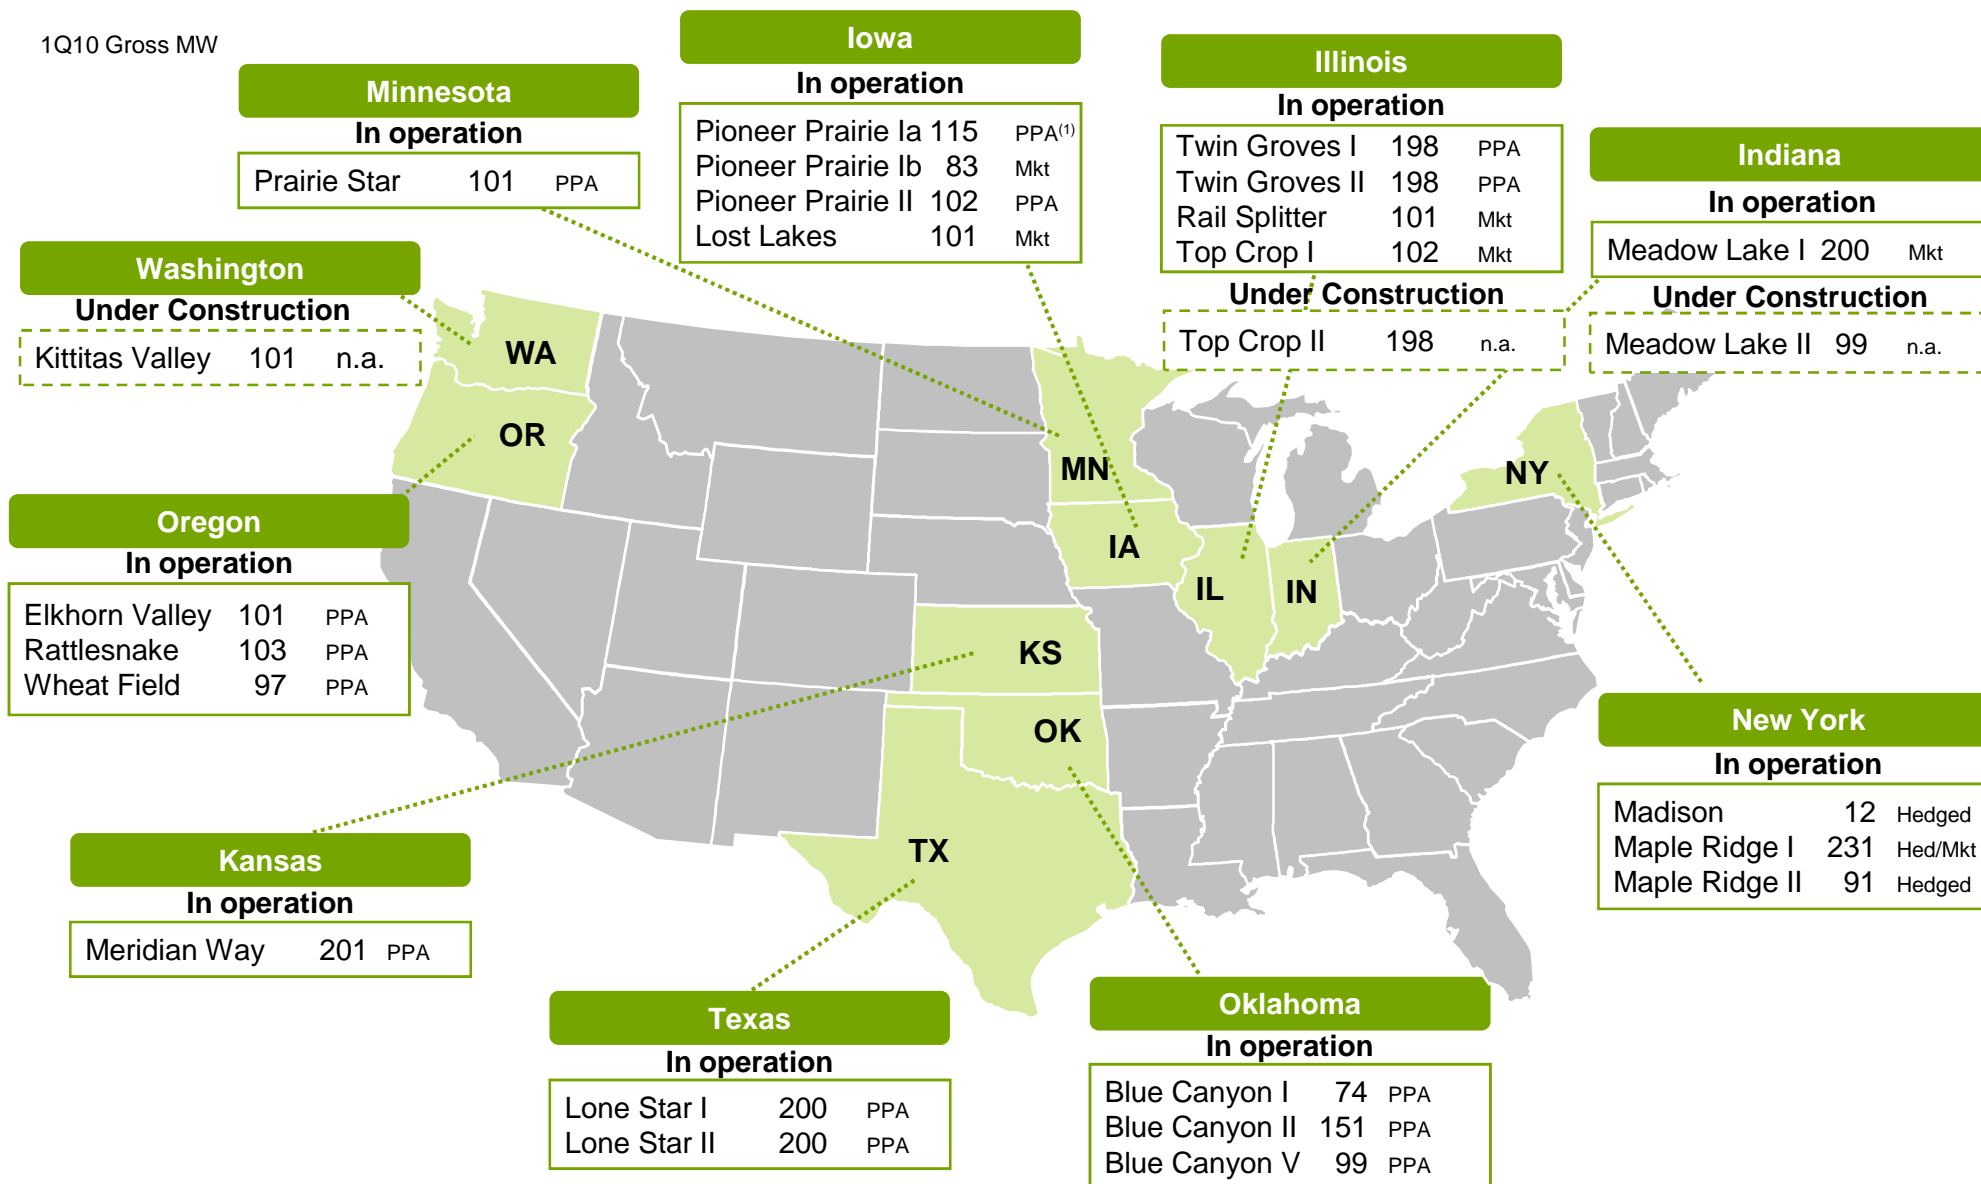 1Q10 Gross MW
Minnesota
In operation
Prairie Star 101 PPA
Iowa
In operation
Pioneer Prairie Ia 115 PPA(1)
Pioneer Prairie Ib 83 Mkt
Pioneer Prairie II 102 PPA
Lost Lakes 101 Mkt
Illinois
In operation
Twin Groves I 198 PPA
Twin Groves II 198 PPA
Rail Splitter 101 Mkt
Top Crop I 102 Mkt
Under Construction
Top Crop II 198 n.a.
Indiana
In operation
Meadow Lake I 200 Mkt
Under Construction
Meadow Lake II 99 n.a.
Washington
Under Construction
Kittitas Valley 101 n.a.
WA
OR
MN
NY
IA
IL
IN
KS
OK
TX
Oregon
In operation
Elkhorn Valley 101 PPA
Rattlesnake 103 PPA
Wheat Field 97 PPA
New York
In operation
Madison 12 Hedged
Maple Ridge I 231 Hed/Mkt
Maple Ridge II 91 Hedged
Kansas
In operation
Meridian Way 201 PPA
Texas
In operation
Lone Star I 200 PPA
Lone Star II 200 PPA
Oklahoma
In operation
Blue Canyon I 74 PPA
Blue Canyon II 151 PPA
Blue Canyon V 99 PPA